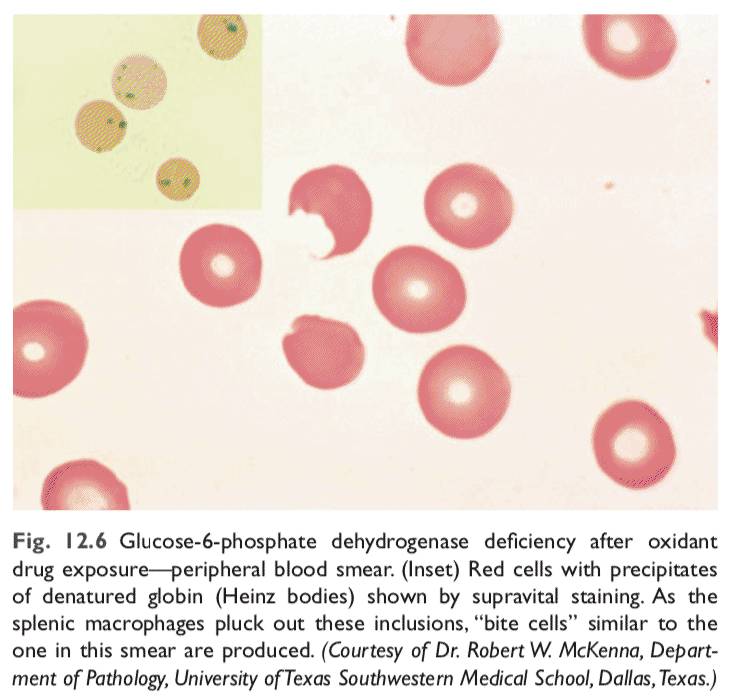 Fig. 12.6 Glucose-6-phosphate dehydrogenase deficiency after oxidant
drug exposure—peripheral blood smear. (Inset) Red cells with precipitates
of denatured globin (Heinz bodies) shown by supravital staining. As the
splenic macrophages pluck out these inclusions, “bite cells” similar to the
one in this smear are produced. (Courtesy of Dr. Robert W. McKenna, Depart-
ment of Pathology, University of Texas Southwestern Medical School, Dallas, Texas.)